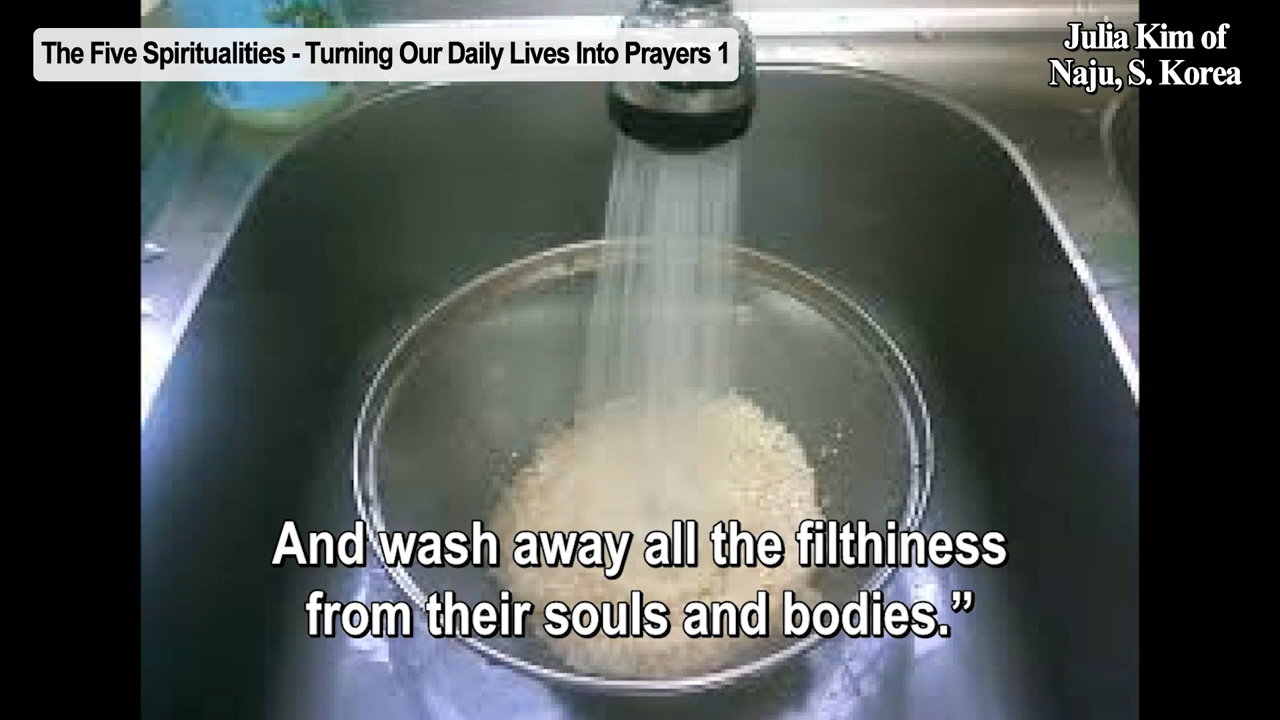 The Five Spiritualities - Turning Our Daily Lives Into Prayers 1
Julia Kim of
Naju, S. Korea
And wash away all the filthiness
from their souls and bodies.”